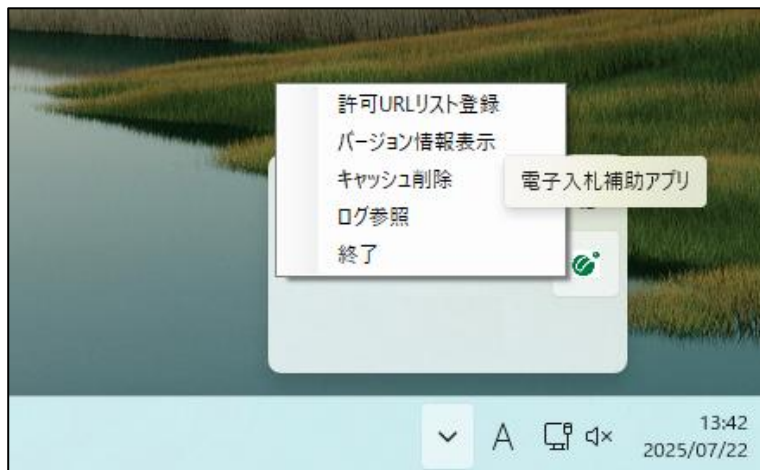 許可URLリスト登録
バージョン情報表示
キャッシュ削除
電子入札補助アプリ
ログ参照
終了
A
13:42
2025/07/22